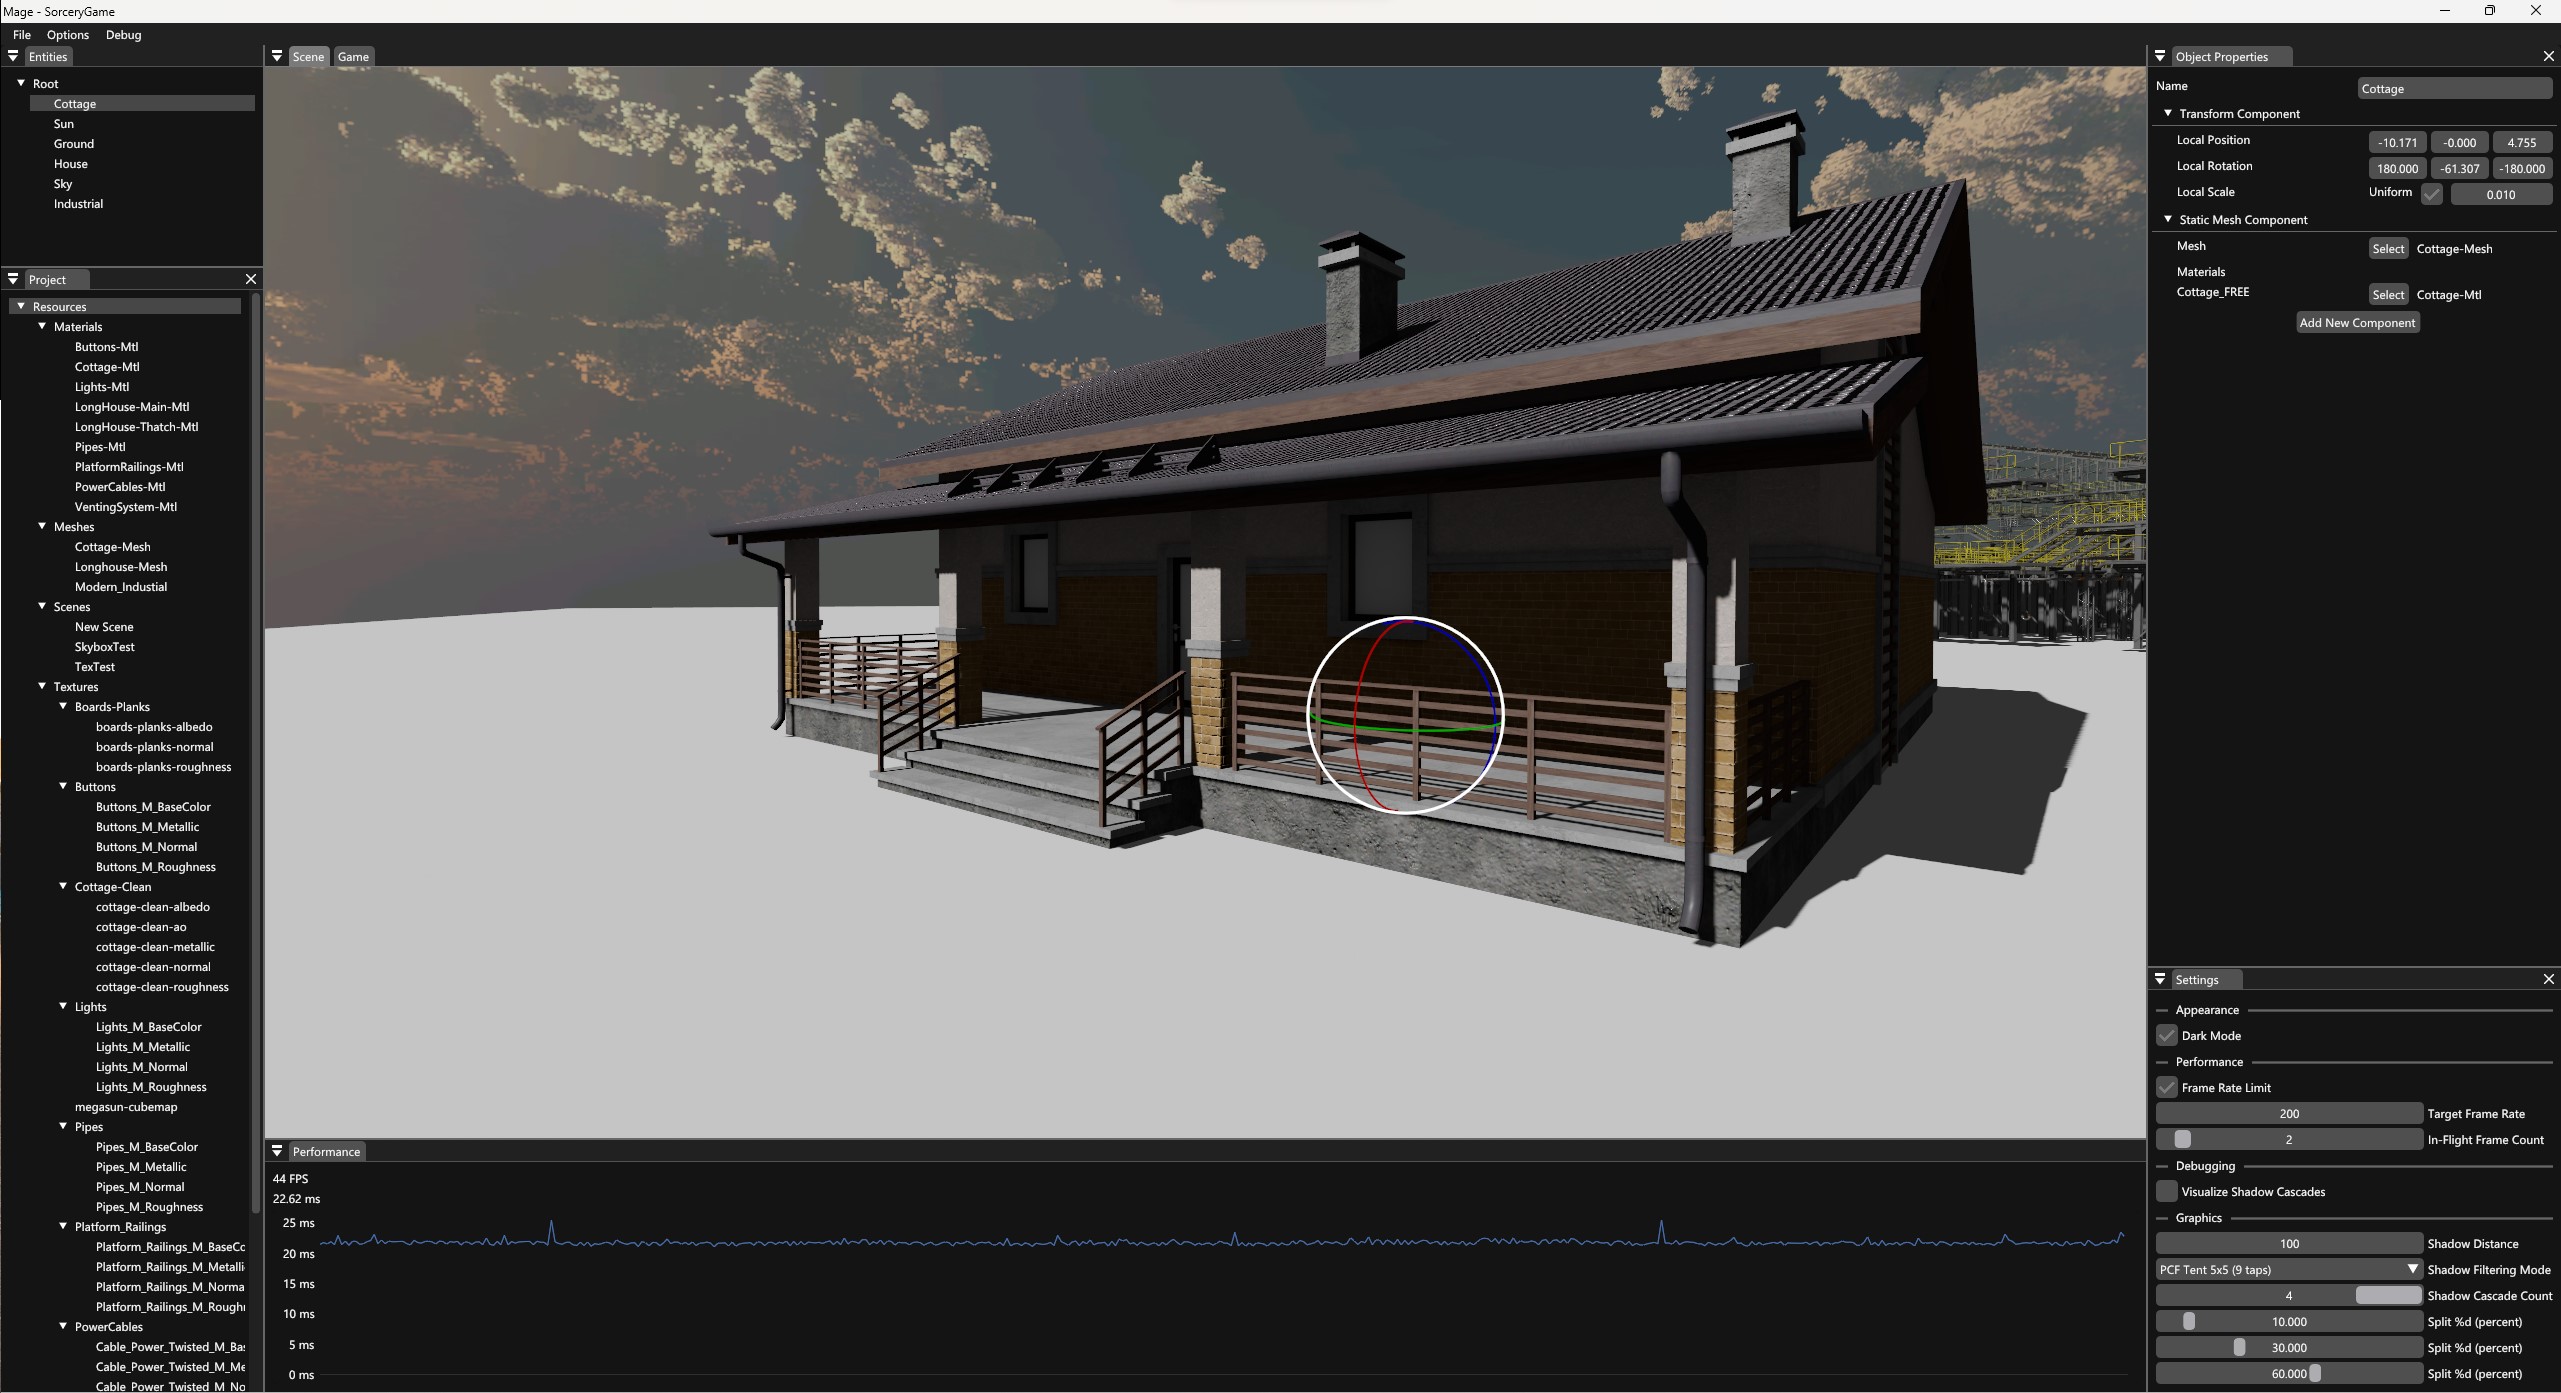 Mage - SorceryGame
File Options Debug
Entities
Root
Cottage
Sun
Ground
House
Sky
Industrial
Project
Resources
Materials
Buttons-Mtl
Cottage-Mtl
Lights-Mtl
LongHouse-Main-Mtl
LongHouse-Thatch-Mtl
Pipes-Mtl
PlatformRailings-Mtl
PowerCables-Mtl
VentingSystem-Mtl
Meshes
Cottage-Mesh
Longhouse-Mesh
Modern_Industial
Scenes
New Scene
SkyboxTest
TexTest
Textures
Boards-Planks
boards-planks-albedo
boards-planks-normal
boards-planks-roughness
Buttons
Buttons_M_BaseColor
Buttons_M_Metallic
Buttons_M_Normal
Buttons_M_Roughness
Cottage-Clean
cottage-clean-albedo
cottage-clean-ao
cottage-clean-metallic
cottage-clean-normal
cottage-clean-roughness
Lights
Lights_M_BaseColor
Lights_M_Metallic
Lights_M_Normal
Lights_M_Roughness
megasun-cubemap
Pipes
Pipes_M_BaseColor
Pipes_M_Metallic
Pipes_M_Normal
Pipes_M_Roughness
Platform_Railings
Platform_Railings_M_BaseCo
Platform_Railings_M_Metalli
Platform_Railings_M_Norma
Platform_Railings_M_Rough
PowerCables
Cable_Power_Twisted_M_Bas
Cable_Power_Twisted_M_Me
Cable_Power_Twisted_M_No
Scene Game
Performance
44 FPS
22.62 ms
25 ms
20 ms
15 ms
10 ms
5 ms
0 ms
Object Properties
Name Cottage
Transform Component
Local Position -10.171 -0.000 4.755
Local Rotation 180.000 -61.307 -180.000
Local Scale Uniform 0.010
Static Mesh Component
Mesh Select Cottage-Mesh
Materials
Cottage_FREE Select Cottage-Mtl
Add New Component
Settings
Appearance
Dark Mode
Performance
Frame Rate Limit
200 Target Frame Rate
2 In-Flight Frame Count
Debugging
Visualize Shadow Cascades
Graphics
100 Shadow Distance
PCF Tent 5x5 (9 taps) Shadow Filtering Mode
4 Shadow Cascade Count
10.000 Split %d (percent)
30.000 Split %d (percent)
60.000 Split %d (percent)